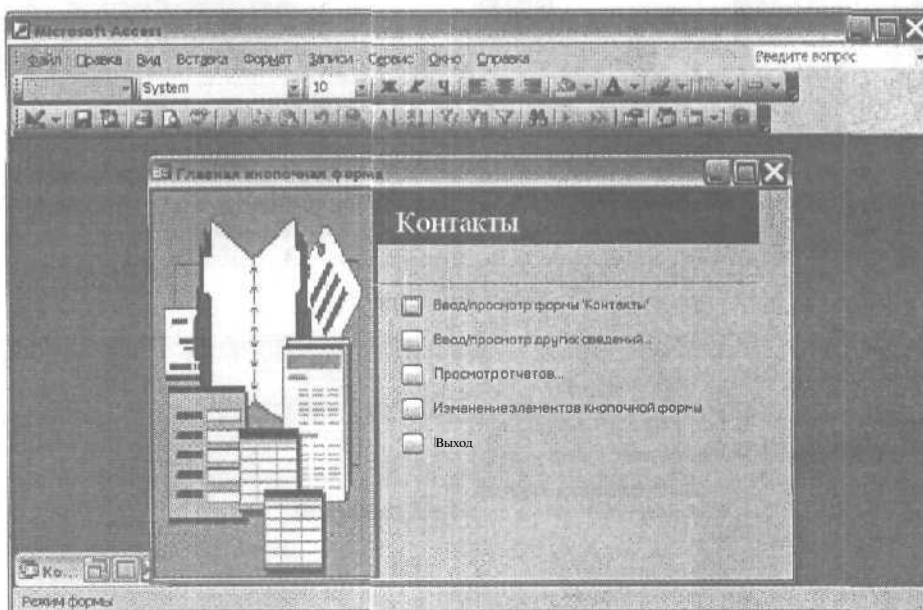 Microsoft Access
Файл Правка Вид Вставка Формат Записи Сервис Окно Справка
Введите вопрос
System 10 Ж К Ч
Главная кнопочная форма
Контакты
Ввод/просмотр формы 'Контакты'
Ввод/просмотр других сведений...
Просмотр отчетов...
Изменение элементов кнопочной формы
Выход
Ко...
Режим формы